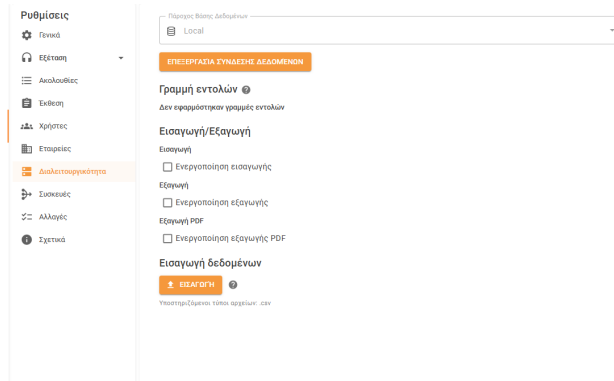 Ρυθμίσεις
Γενικά
Εξέταση
Ακολουθίες
Έκθεση
Χρήστες
Εταιρείες
Διαλειτουργικότητα
Συσκευές
Αλλαγές
Σχετικά
Πάροχος Βάσης Δεδομένων
Local
ΕΠΕΞΕΡΓΑΣΙΑ ΣΥΝΔΕΣΗΣ ΔΕΔΟΜΕΝΩΝ
Γραμμή εντολών
Δεν εφαρμόστηκαν γραμμές εντολών
Εισαγωγή/Εξαγωγή
Εισαγωγή
Ενεργοποίηση εισαγωγής
Εξαγωγή
Ενεργοποίηση εξαγωγής
Εξαγωγή PDF
Ενεργοποίηση εξαγωγής PDF
Εισαγωγή δεδομένων
ΕΙΣΑΓΩΓΗ
Υποστηριζόμενοι τύποι αρχείων: .csv